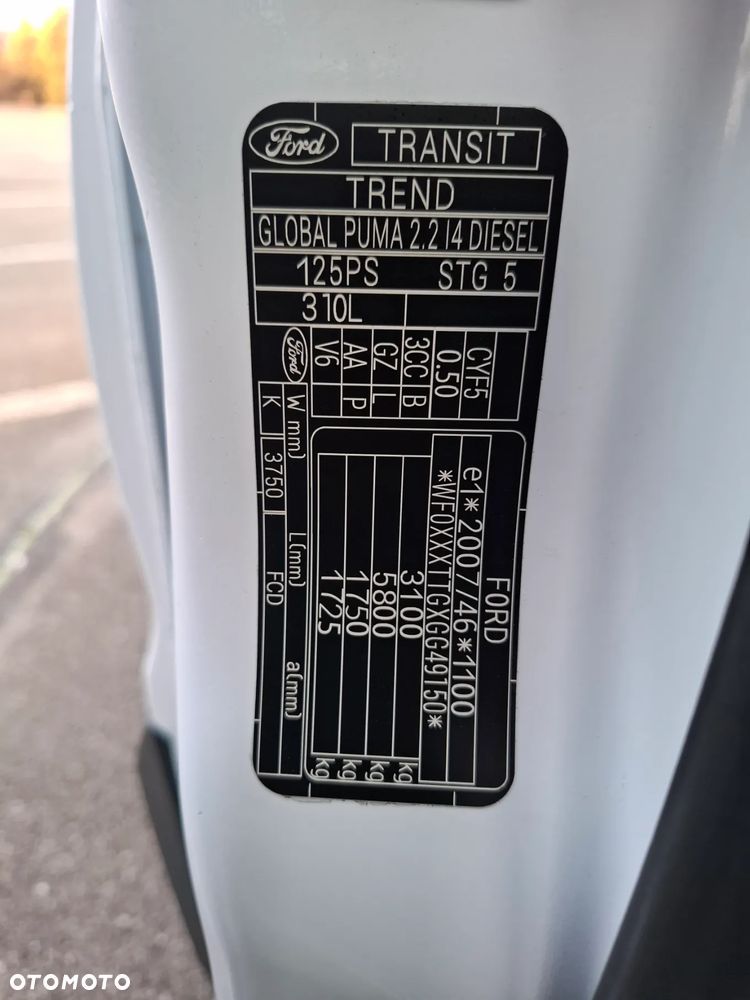 Ford TRANSIT
TREND
GLOBAL PUMA 2.2 I4 DIESEL
125PS STG 5
310L
CYF5
0.50
3CC B
GZ L
AA P
V6
Ford
FORD
e1*2007/46*1100
*WF0XXXTTGXGG49150*
3100 kg
5800 kg
1750 kg
1725 kg
W mm) L(mm) a(mm)
K 3750 FCD
OTOMOTO